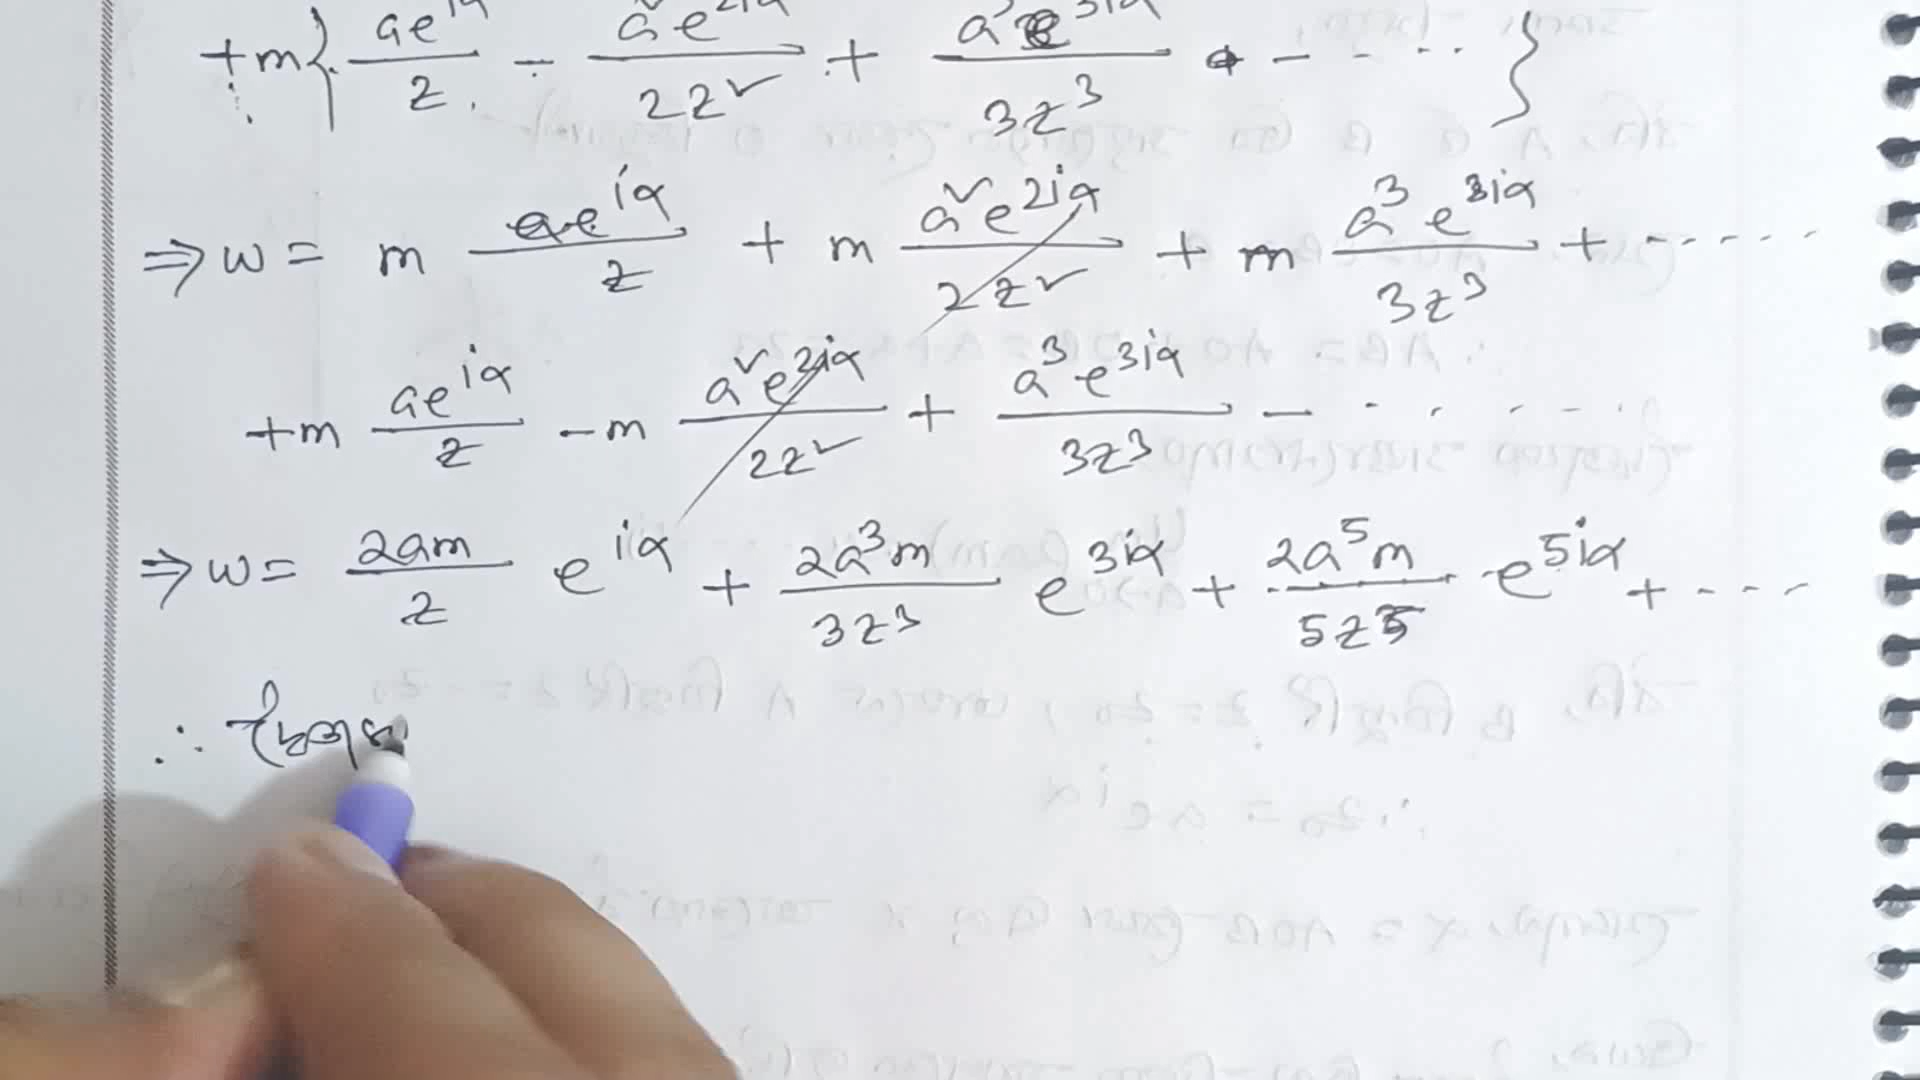 +m{ ae^{iα}/z - a²e^{2iα}/2z² + a³e^{3iα}/3z³ - - ... }
⇒ w = m ae^{iα}/z + m a²e^{2iα}/2z² + m a³e^{3iα}/3z³ + ......
+m ae^{iα}/z - m a²e^{2iα}/2z² + a³e^{3iα}/3z³ - ......
⇒ w = 2am/z e^{iα} + 2a³m/3z³ e^{3iα} + 2a⁵m/5z⁵ e^{5iα} + ....
∴